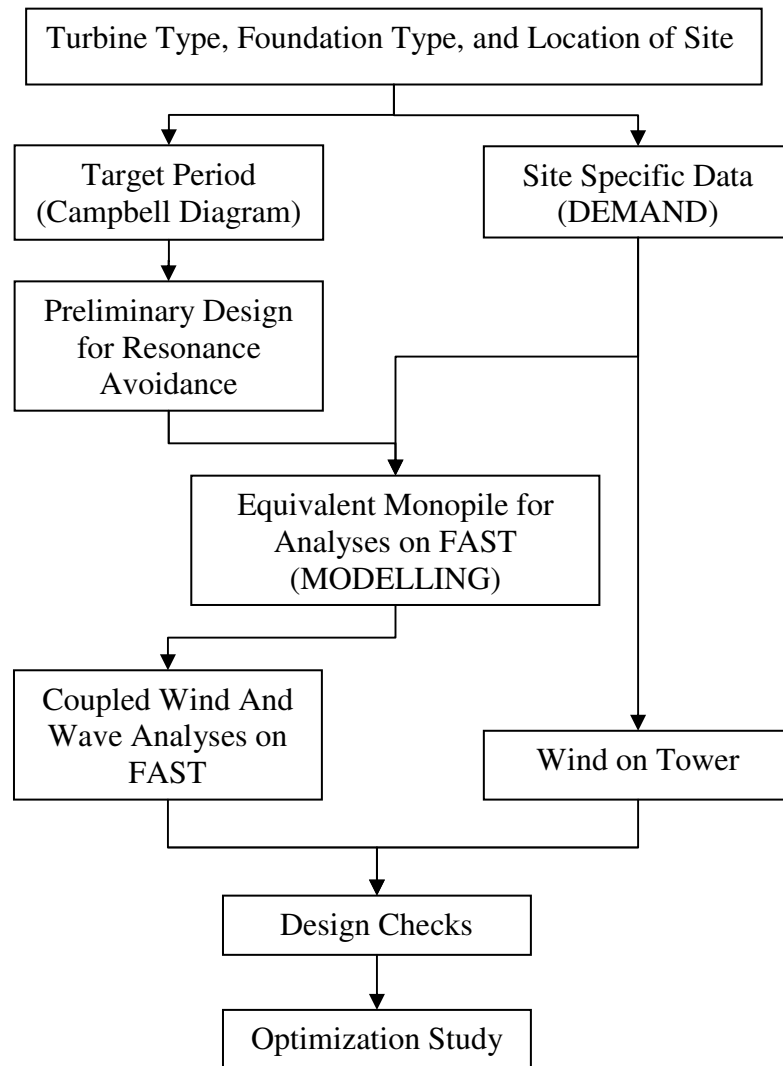 Turbine Type, Foundation Type, and Location of Site
Target Period
(Campbell Diagram)
Site Specific Data
(DEMAND)
Preliminary Design
for Resonance
Avoidance
Equivalent Monopile for
Analyses on FAST
(MODELLING)
Coupled Wind And
Wave Analyses on
FAST
Wind on Tower
Design Checks
Optimization Study